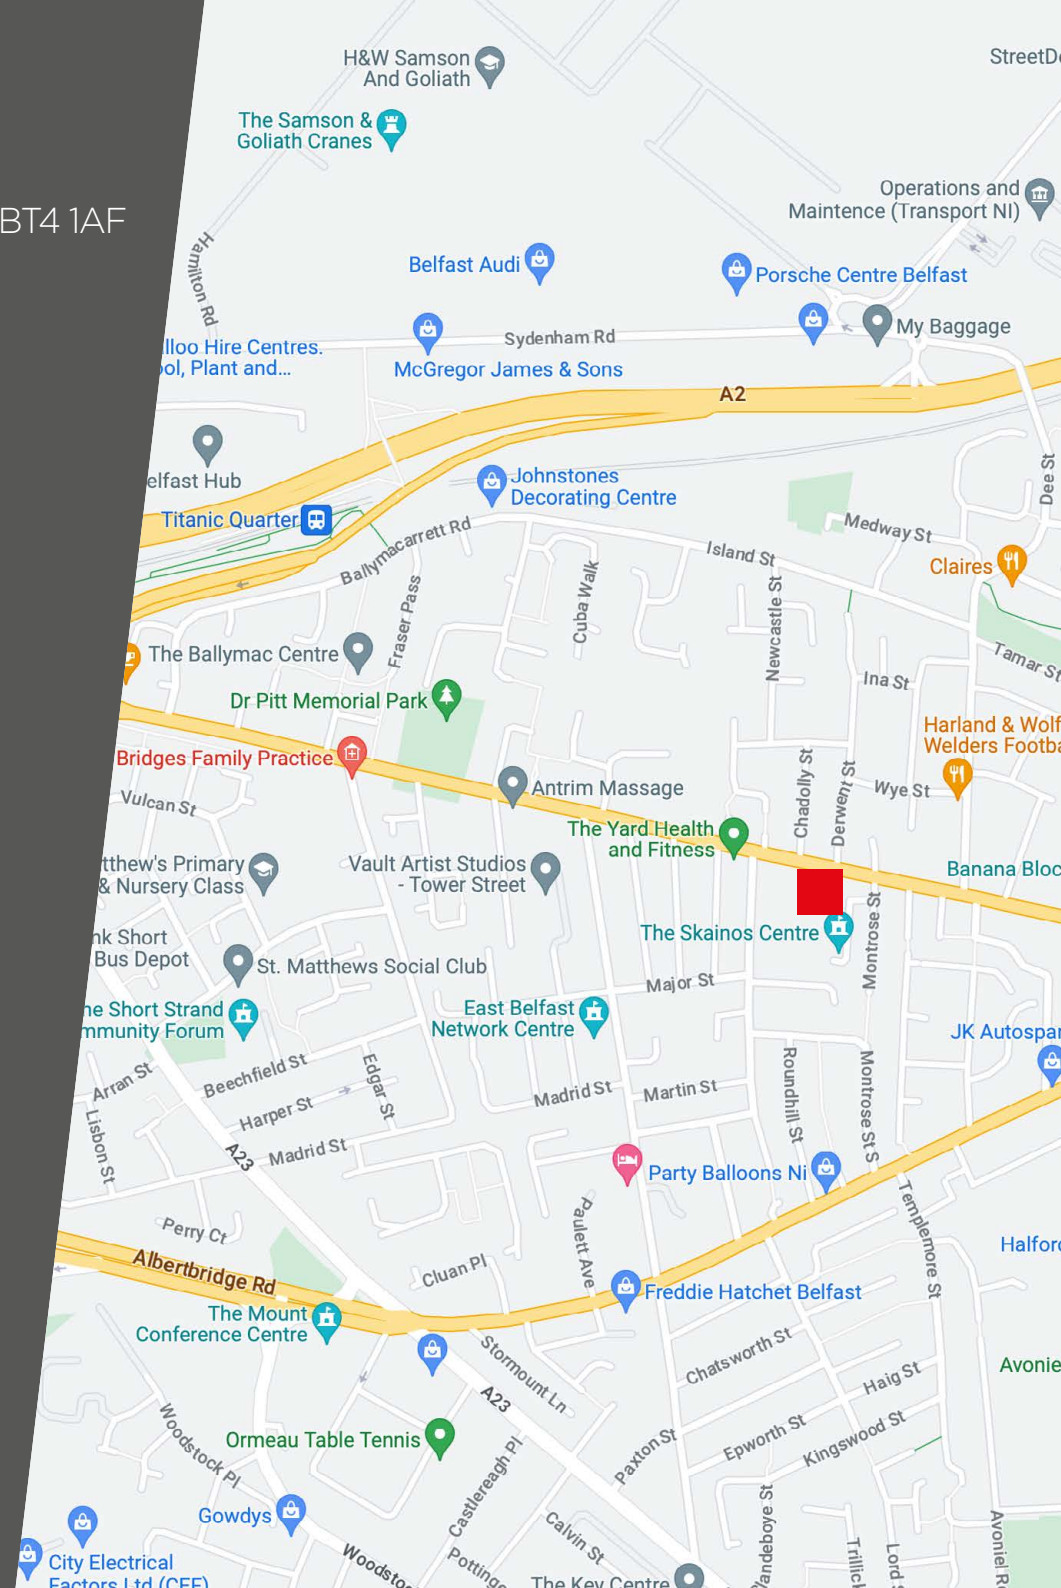 BT4 1AF
H&W Samson
And Goliath
The Samson &
Goliath Cranes
Operations and
Maintence (Transport NI)
Hamilton Rd
Belfast Audi
Porsche Centre Belfast
My Baggage
Sydenham Rd
lloo Hire Centres.
ool, Plant and...
McGregor James & Sons
A2
elfast Hub
Johnstones
Decorating Centre
Dee St
Titanic Quarter
Ballymacarrett Rd
Medway St
Island St
Claires
Fraser Pass
Cuba Walk
Newcastle St
The Ballymac Centre
Tamar St
Ina St
Dr Pitt Memorial Park
Harland & Wolf
Welders Footba
Bridges Family Practice
Vulcan St
Antrim Massage
Chadolly St
Derwent St
Wye St
The Yard Health
and Fitness
tthew's Primary
& Nursery Class
Vault Artist Studios
- Tower Street
Banana Bloc
The Skainos Centre
Montrose St
nk Short
Bus Depot
St. Matthews Social Club
Major St
he Short Strand
mmunity Forum
East Belfast
Network Centre
JK Autospar
Arran St
Beechfield St
Edgar St
Harper St
Madrid St
Martin St
Roundhill St
Montrose St S
Lisbon St
A23
Madrid St
Party Balloons Ni
Templemore St
Perry Ct
Paulett Ave
Albertbridge Rd
Cluan Pl
Halford
Freddie Hatchet Belfast
The Mount
Conference Centre
Stormount Ln
Chatsworth St
Avonie
Haig St
A23
Woodstock Pl
Ormeau Table Tennis
Castlereagh Pl
Paxton St
Epworth St
Kingswood St
Gowdys
Calvin St
landeboye St
Trillick
Lord S
Avoniel R
City Electrical
Factors Ltd (CEF)
Woodsto
Potting
The Key Centre